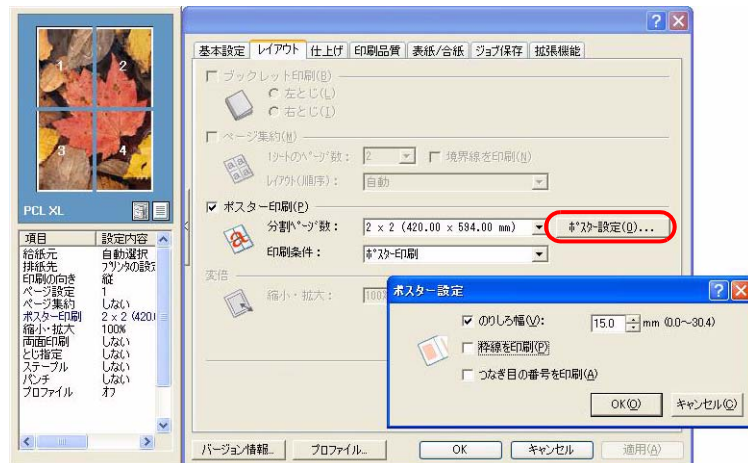 1
2
3
4
PCL XL
項目 設定内容
給紙元 自動選択
排紙先 プリンタの設定
印刷の向き 縦
ページ設定 1
ページ集約 しない
ポスター印刷 2 x 2 (420.
縮小・拡大 100%
両面印刷 しない
とじ指定 しない
ステープル しない
パンチ しない
プロファイル オフ
基本設定 レイアウト 仕上げ 印刷品質 表紙/合紙 ジョブ保存 拡張機能
ブックレット印刷(B)
左とじ(L)
右とじ(I)
ページ集約(M)
1シートのページ数: 2 境界線を印刷(N)
レイアウト(順序): 自動
ポスター印刷(P)
分割ページ数: 2 x 2 (420.00 x 594.00 mm) ポスター設定(O)...
印刷条件: ポスター印刷
変倍
縮小・拡大: 100%
ポスター設定
のりしろ幅(V): 15.0 mm (0.0～30.4)
枠線を印刷(P)
つなぎ目の番号を印刷(A)
OK(O) キャンセル(C)
バージョン情報... プロファイル... OK キャンセル 適用(A)